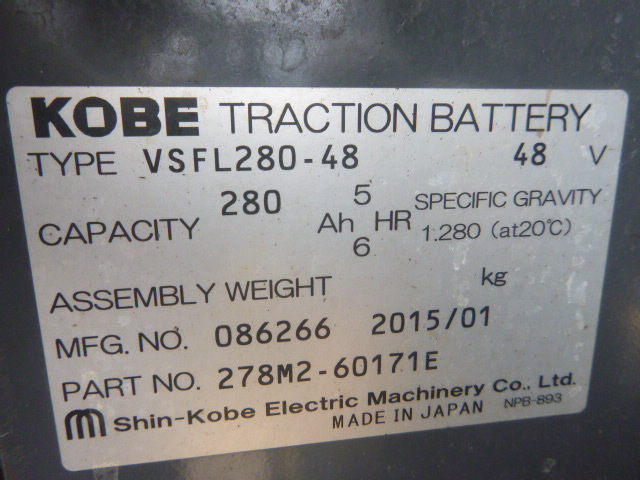 KOBE TRACTION BATTERY
TYPE VSFL280-48 48 V
CAPACITY 280 Ah 5 HR SPECIFIC GRAVITY
6 1.280 (at20℃)
ASSEMBLY WEIGHT kg
MFG. NO. 086266 2015/01
PART NO. 278M2-60171E
Shin-Kobe Electric Machinery Co., Ltd.
MADE IN JAPAN NPB-893